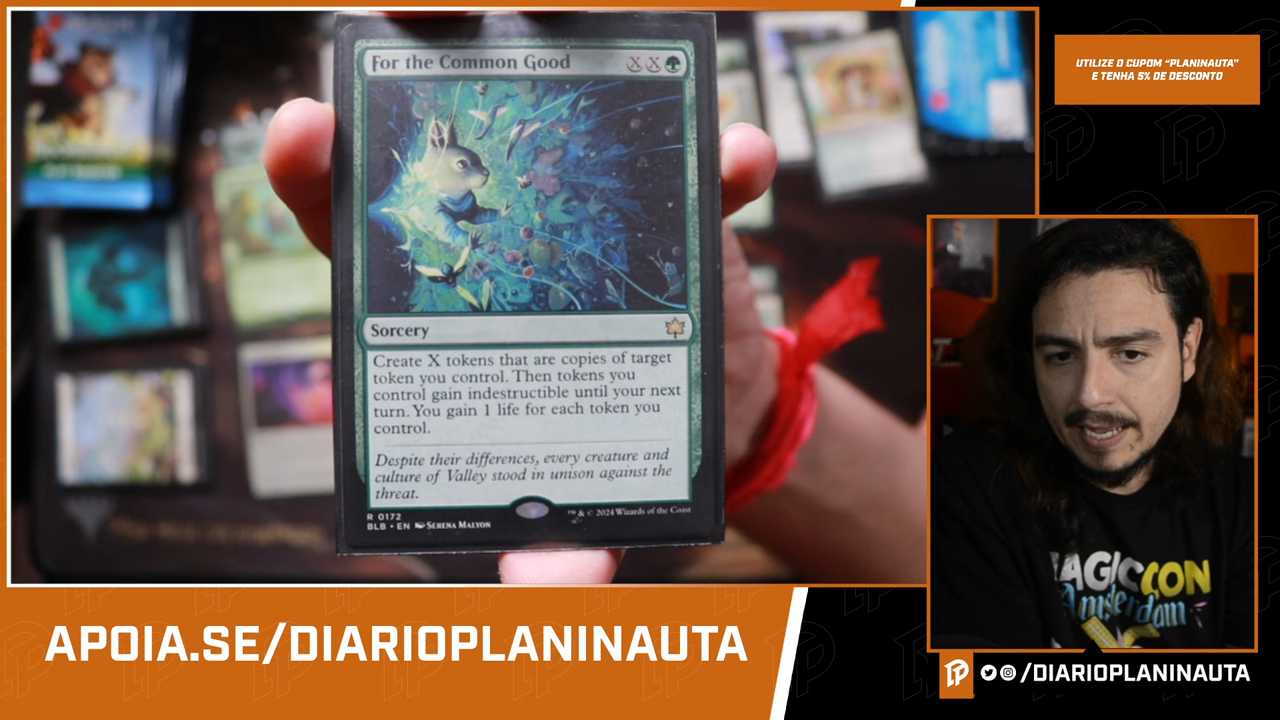 For the Common Good XX
Sorcery
Create X tokens that are copies of target
token you control. Then tokens you
control gain indestructible until your next
turn. You gain 1 life for each token you
control.
Despite their differences, every creature and
culture of Valley stood in unison against the
threat.
R 0172
BLB • EN SERENA MALYON
™ & © 2024 Wizards of the Coast
UTILIZE O CUPOM “PLANINAUTA”
E TENHA 5% DE DESCONTO
MAGICCON
Amsterdam
APOIA.SE/DIARIOPLANINAUTA
/DIARIOPLANINAUTA